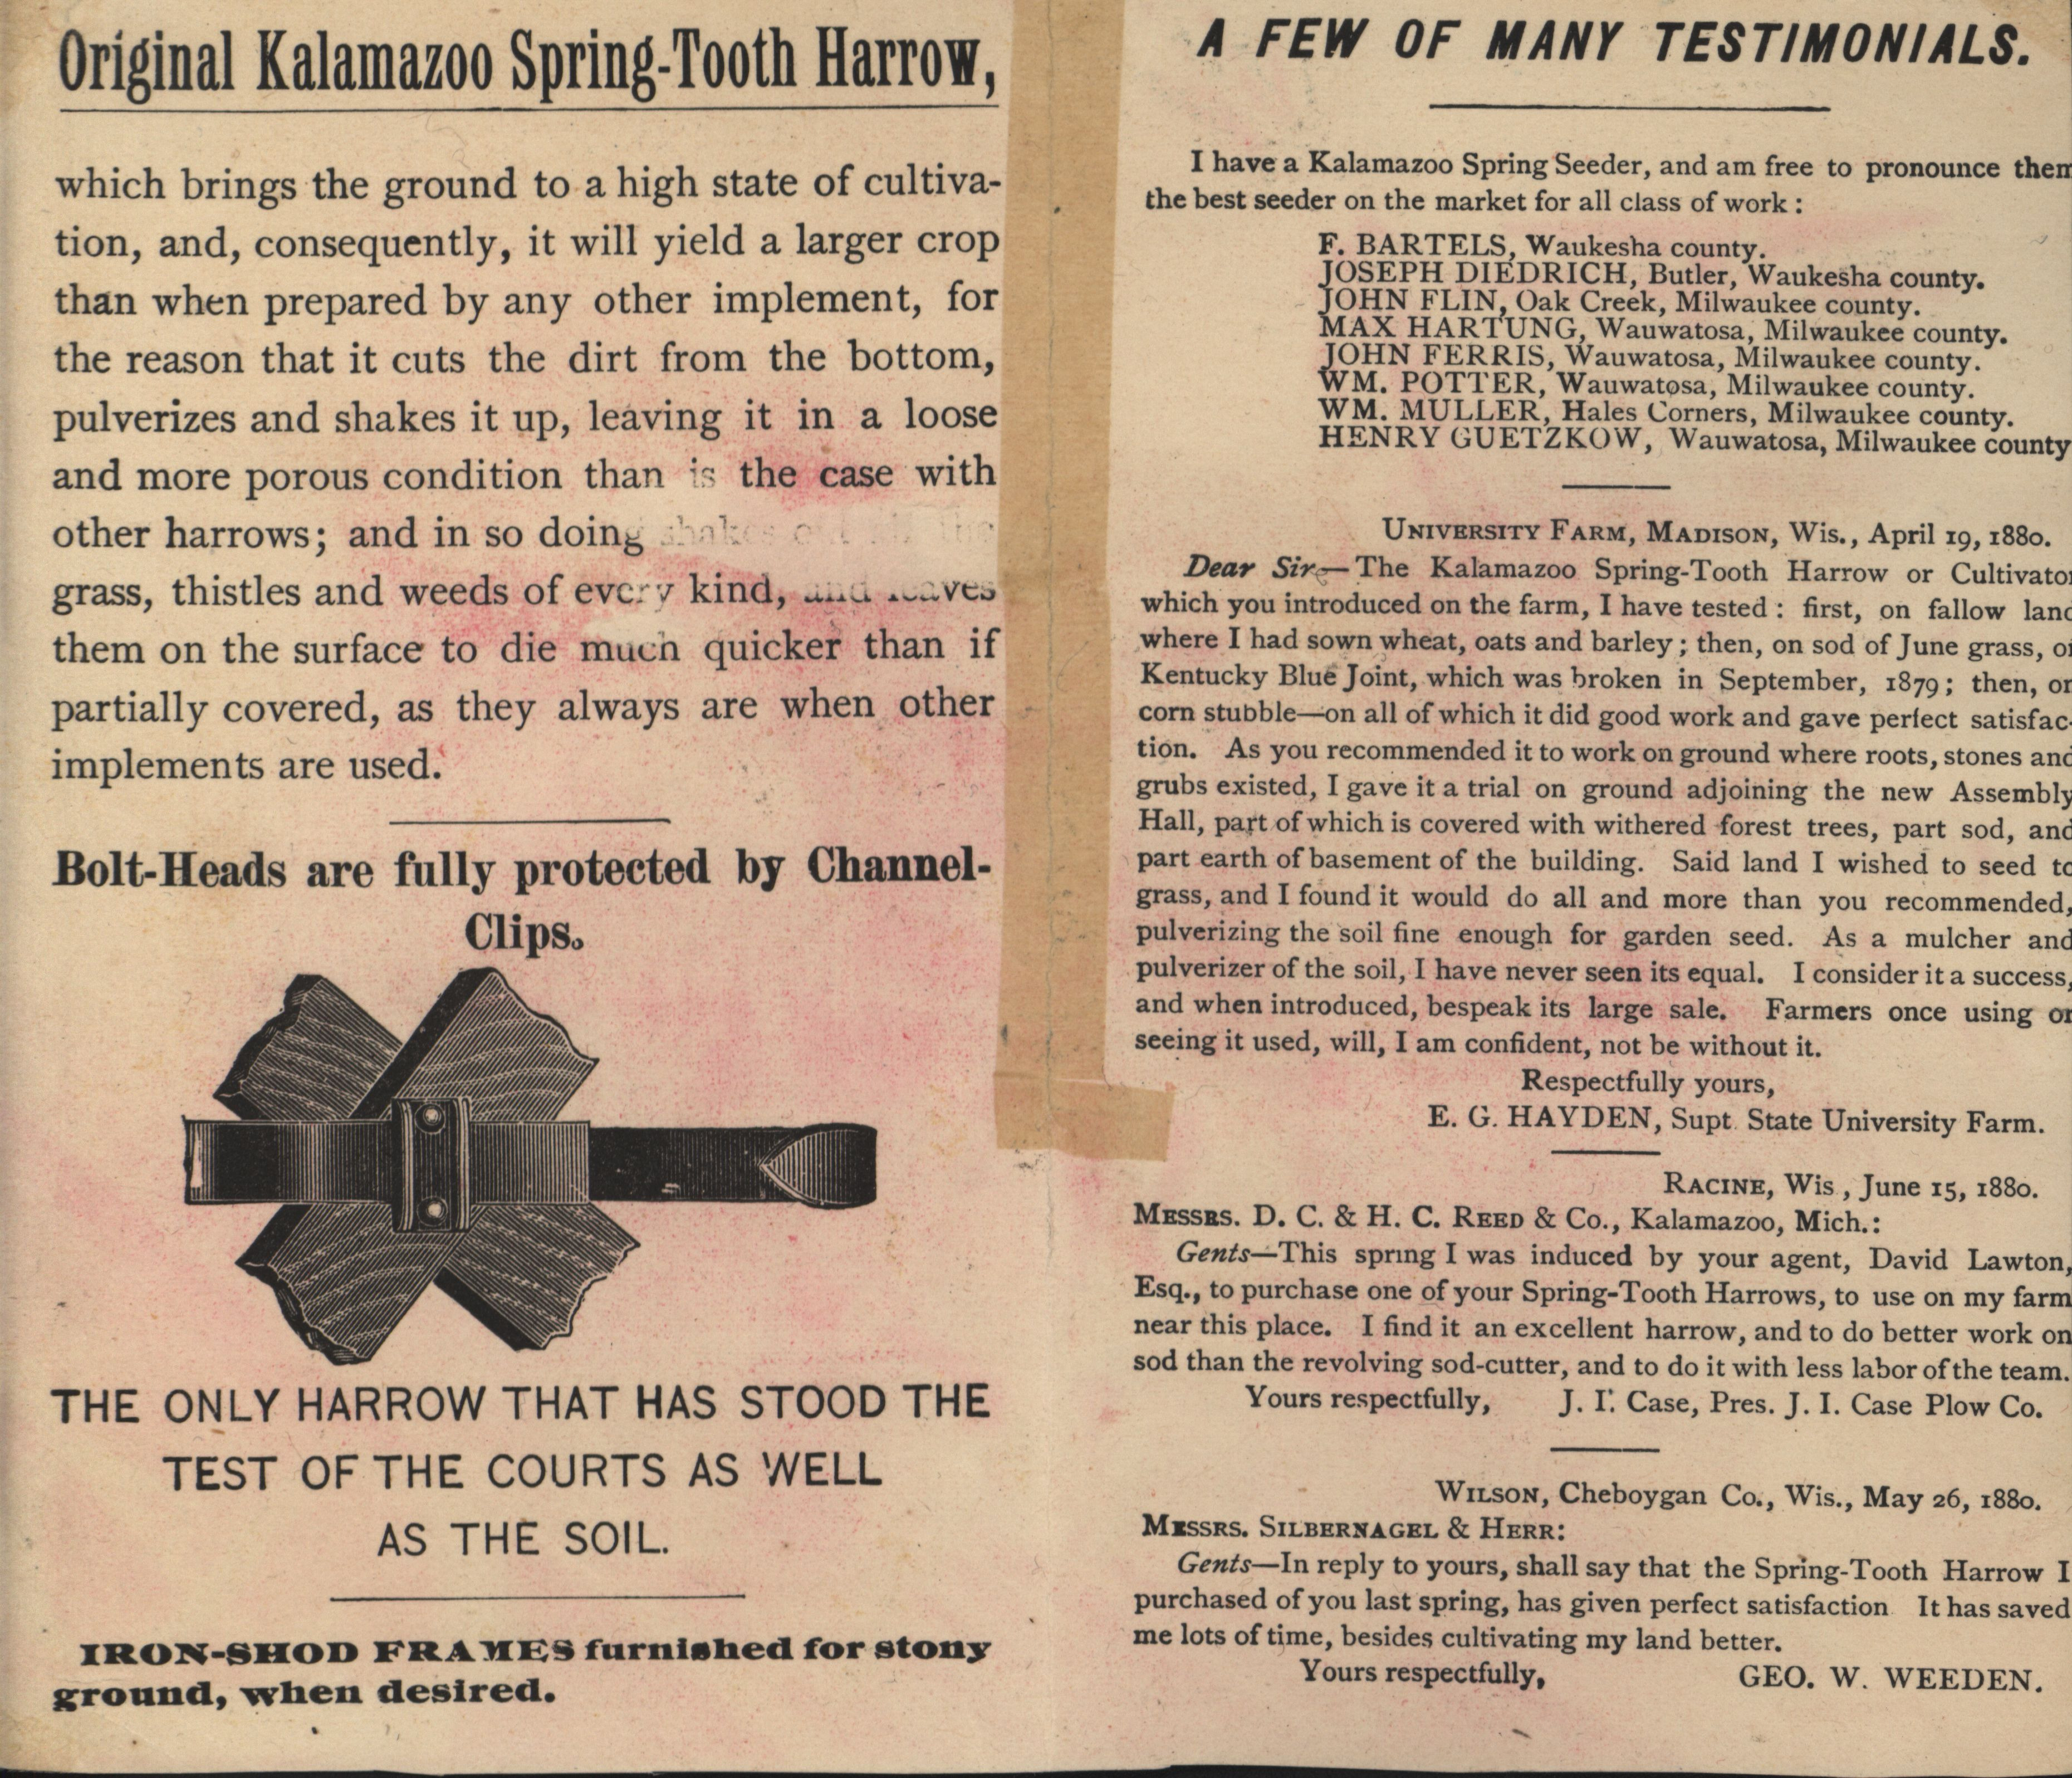 Original Kalamazoo Spring-Tooth Harrow,
which brings the ground to a high state of cultiva-
tion, and, consequently, it will yield a larger crop
than when prepared by any other implement, for
the reason that it cuts the dirt from the bottom,
pulverizes and shakes it up, leaving it in a loose
and more porous condition than is the case with
other harrows; and in so doing shakes out all the
grass, thistles and weeds of every kind, and leaves
them on the surface to die much quicker than if
partially covered, as they always are when other
implements are used.
Bolt-Heads are fully protected by Channel-
Clips.
THE ONLY HARROW THAT HAS STOOD THE
TEST OF THE COURTS AS WELL
AS THE SOIL.
IRON-SHOD FRAMES furnished for stony
ground, when desired.
A FEW OF MANY TESTIMONIALS.
I have a Kalamazoo Spring Seeder, and am free to pronounce them
the best seeder on the market for all class of work:
F. BARTELS, Waukesha county.
JOSEPH DIEDRICH, Butler, Waukesha county.
JOHN FLIN, Oak Creek, Milwaukee county.
MAX HARTUNG, Wauwatosa, Milwaukee county.
JOHN FERRIS, Wauwatosa, Milwaukee county.
WM. POTTER, Wauwatosa, Milwaukee county.
WM. MULLER, Hales Corners, Milwaukee county.
HENRY GUETZKOW, Wauwatosa, Milwaukee county
UNIVERSITY FARM, MADISON, Wis., April 19, 1880.
Dear Sir—The Kalamazoo Spring-Tooth Harrow or Cultivator
which you introduced on the farm, I have tested: first, on fallow land
where I had sown wheat, oats and barley; then, on sod of June grass, or
Kentucky Blue Joint, which was broken in September, 1879; then, on
corn stubble—on all of which it did good work and gave perfect satisfac-
tion. As you recommended it to work on ground where roots, stones and
grubs existed, I gave it a trial on ground adjoining the new Assembly
Hall, part of which is covered with withered forest trees, part sod, and
part earth of basement of the building. Said land I wished to seed to
grass, and I found it would do all and more than you recommended,
pulverizing the soil fine enough for garden seed. As a mulcher and
pulverizer of the soil, I have never seen its equal. I consider it a success,
and when introduced, bespeak its large sale. Farmers once using or
seeing it used, will, I am confident, not be without it.
Respectfully yours,
E. G. HAYDEN, Supt State University Farm.
RACINE, Wis , June 15, 1880.
MESSRS. D. C. & H. C. REED & Co., Kalamazoo, Mich.:
Gents—This spring I was induced by your agent, David Lawton,
Esq., to purchase one of your Spring-Tooth Harrows, to use on my farm
near this place. I find it an excellent harrow, and to do better work on
sod than the revolving sod-cutter, and to do it with less labor of the team.
Yours respectfully, J. I. Case, Pres. J. I. Case Plow Co.
WILSON, Cheboygan Co., Wis., May 26, 1880.
MESSRS. SILBERNAGEL & HERR:
Gents—In reply to yours, shall say that the Spring-Tooth Harrow I
purchased of you last spring, has given perfect satisfaction It has saved
me lots of time, besides cultivating my land better.
Yours respectfully, GEO. W. WEEDEN.